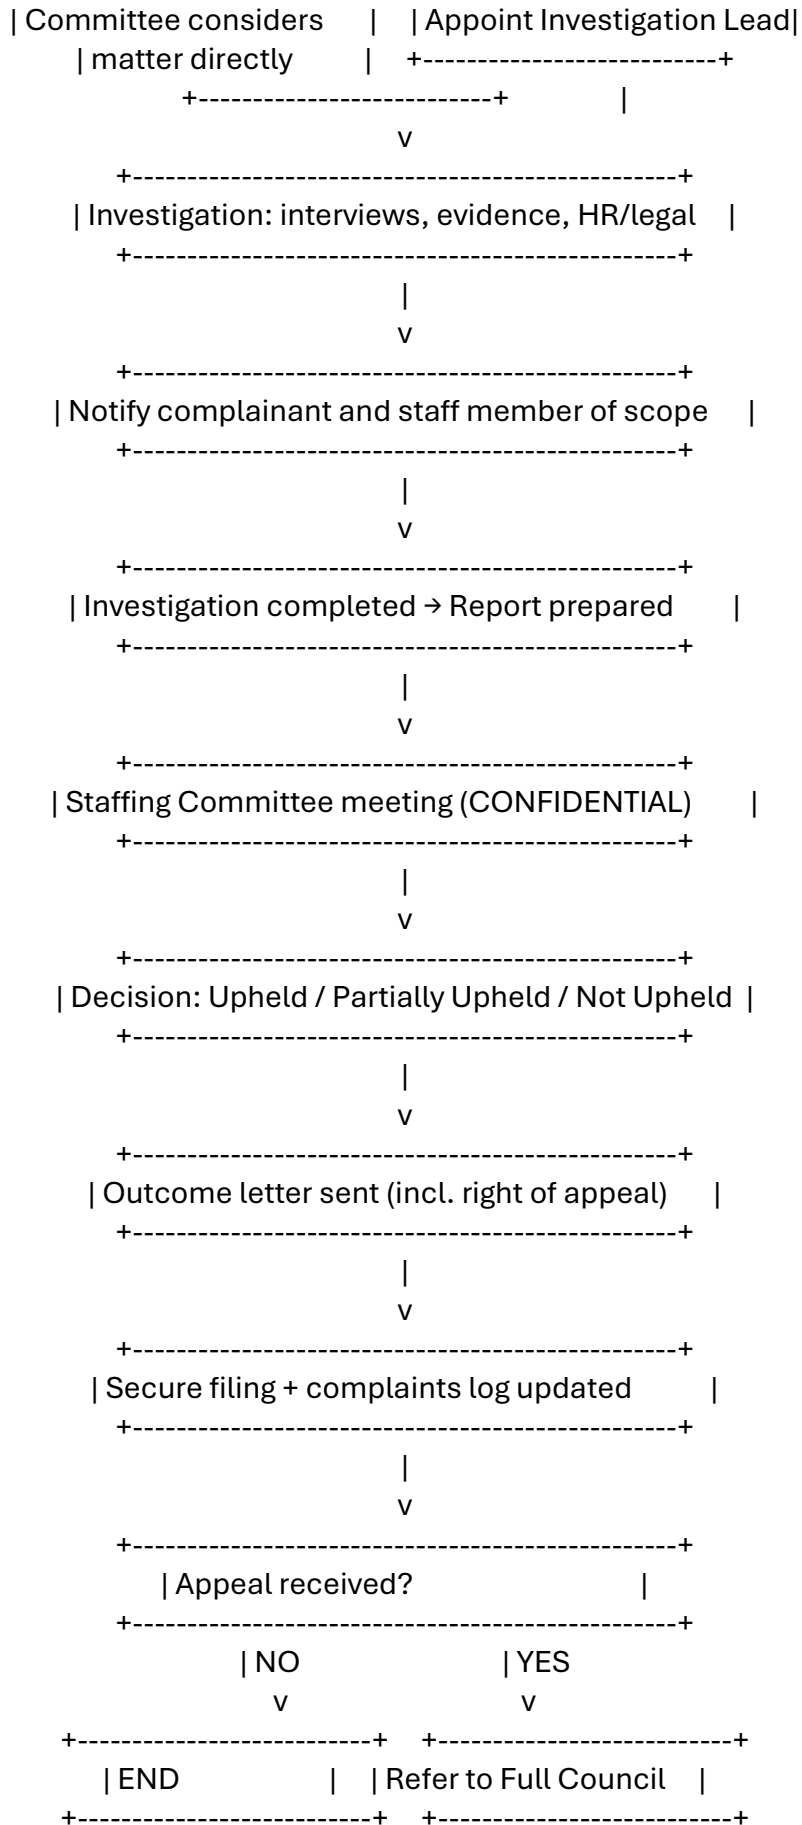 | Committee considers | | Appoint Investigation Lead|
| matter directly | +---------------------------+
+---------------------------+ |
v
+--------------------------------------------------+
| Investigation: interviews, evidence, HR/legal |
+--------------------------------------------------+
|
v
+--------------------------------------------------+
| Notify complainant and staff member of scope |
+--------------------------------------------------+
|
v
+--------------------------------------------------+
| Investigation completed → Report prepared |
+--------------------------------------------------+
|
v
+--------------------------------------------------+
| Staffing Committee meeting (CONFIDENTIAL) |
+--------------------------------------------------+
|
v
+--------------------------------------------------+
| Decision: Upheld / Partially Upheld / Not Upheld |
+--------------------------------------------------+
|
v
+--------------------------------------------------+
| Outcome letter sent (incl. right of appeal) |
+--------------------------------------------------+
|
v
+--------------------------------------------------+
| Secure filing + complaints log updated |
+--------------------------------------------------+
|
v
+--------------------------------------------------+
| Appeal received? |
+--------------------------------------------------+
| NO | YES
v v
+---------------------------+ +---------------------------+
| END | | Refer to Full Council |
+---------------------------+ +---------------------------+